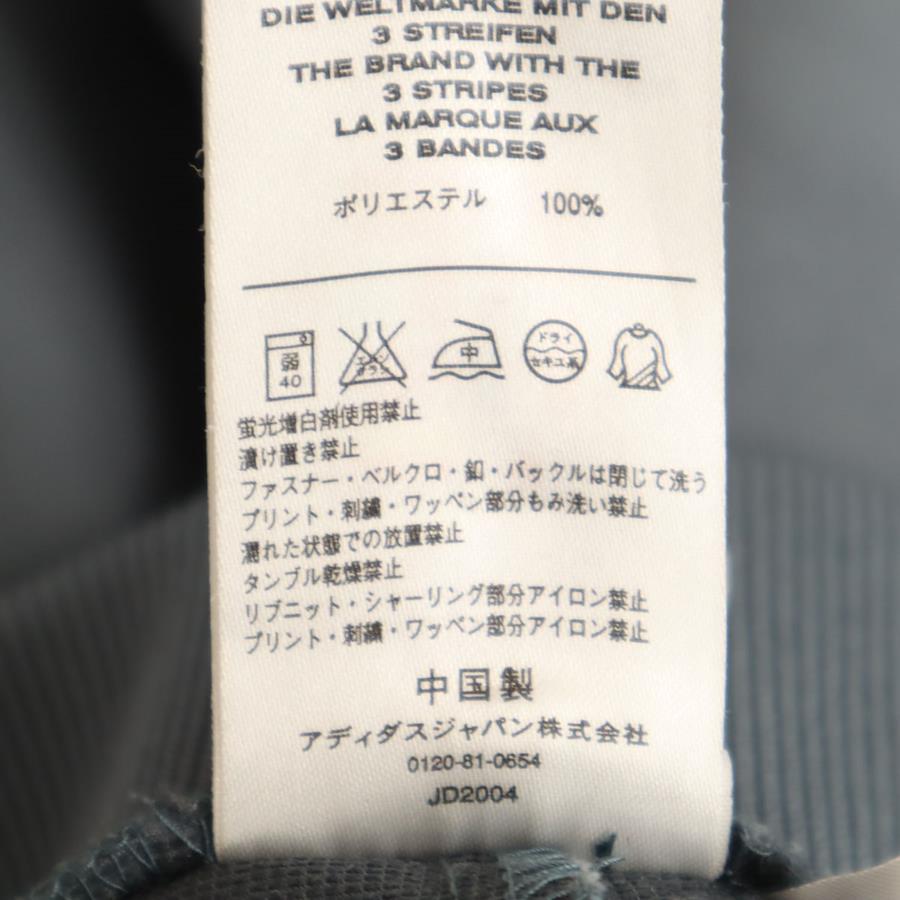 DIE WELTMARKE MIT DEN
3 STREIFEN
THE BRAND WITH THE
3 STRIPES
LA MARQUE AUX
3 BANDES
ポリエステル 100%
弱
40
エンソ
サラシ
中
ドライ
セキユ系
蛍光増白剤使用禁止
漬け置き禁止
ファスナー・ベルクロ・釦・バックルは閉じて洗う
プリント・刺繍・ワッペン部分もみ洗い禁止
濡れた状態での放置禁止
タンブル乾燥禁止
リブニット・シャーリング部分アイロン禁止
プリント・刺繍・ワッペン部分アイロン禁止
中国製
アディダスジャパン株式会社
0120-81-0654
JD2004